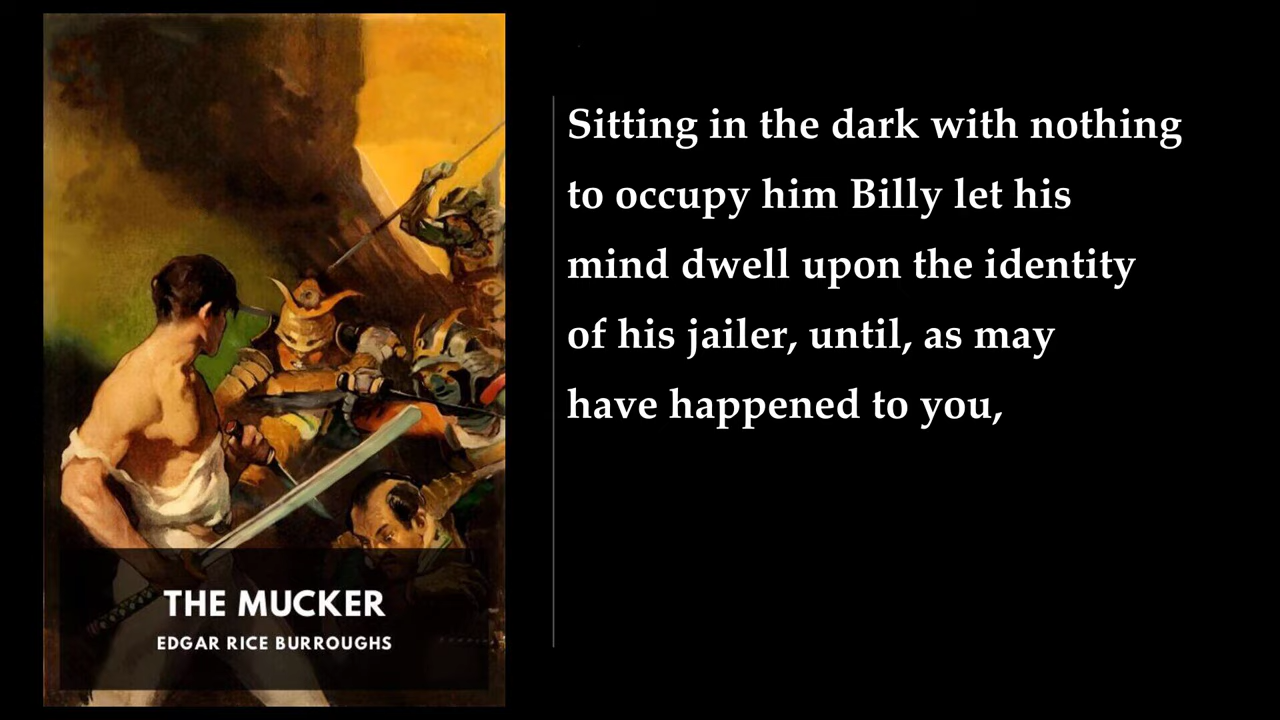 Sitting in the dark with nothing
to occupy him Billy let his
mind dwell upon the identity
of his jailer, until, as may
have happened to you,
THE MUCKER
EDGAR RICE BURROUGHS